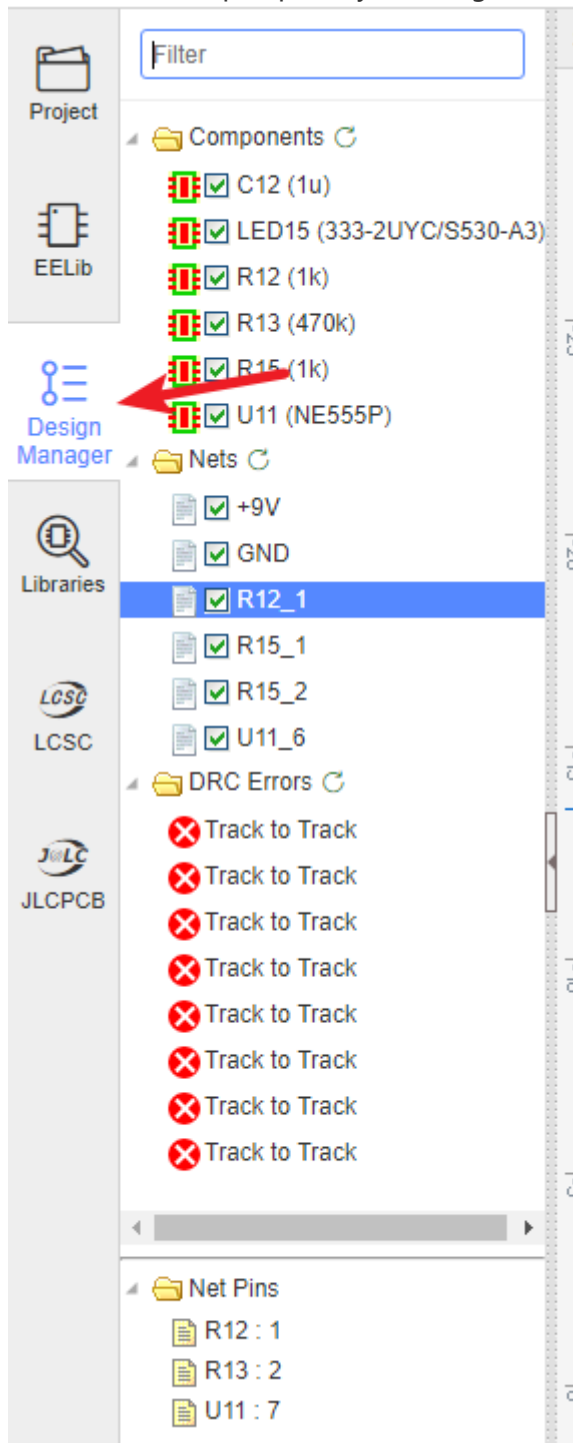 Filter
Project
Components
C12 (1u)
LED15 (333-2UYC/S530-A3)
EELib
R12 (1k)
R13 (470k)
R15 (1k)
Design
Manager
U11 (NE555P)
Nets
+9V
GND
Libraries
R12_1
R15_1
R15_2
LCSC
LCSC
U11_6
DRC Errors
Track to Track
J@LC
JLCPCB
Track to Track
Track to Track
Track to Track
Track to Track
Track to Track
Track to Track
Track to Track
Net Pins
R12 : 1
R13 : 2
U11 : 7